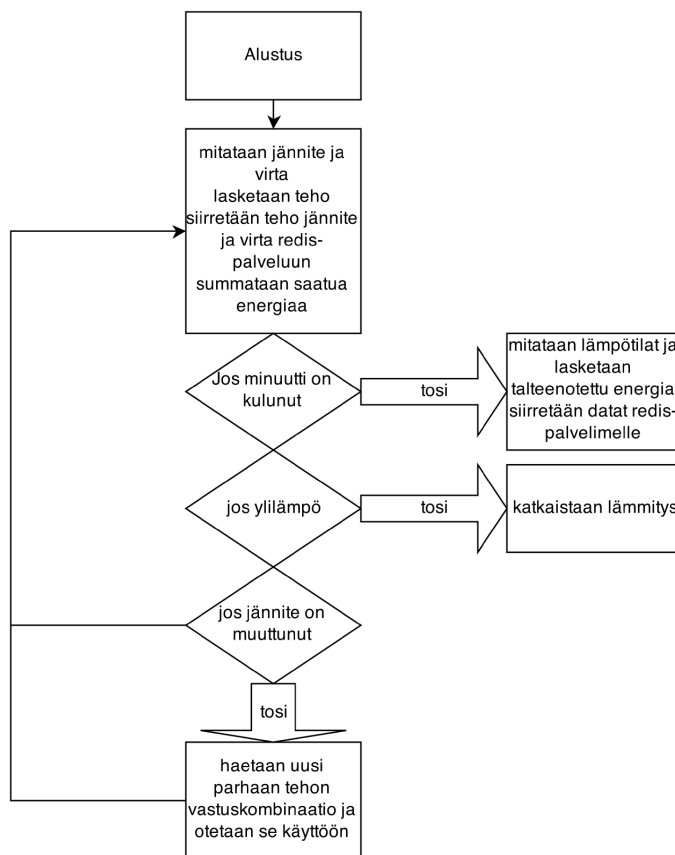 Alustus
mitataan jännite ja
virta
lasketaan teho
siirretään teho jännite
ja virta redis-
palveluun
summataan saatua
energiaa
Jos minuutti on
kulunut
tosi
mitataan lämpötilat ja
lasketaan
talteenotettu energia
siirretään datat redis-
palvelimelle
jos ylilämpö
tosi
katkaistaan lämmitys
jos jännite on
muuttunut
tosi
haetaan uusi
parhaan tehon
vastuskombinaatio ja
otetaan se käyttöön